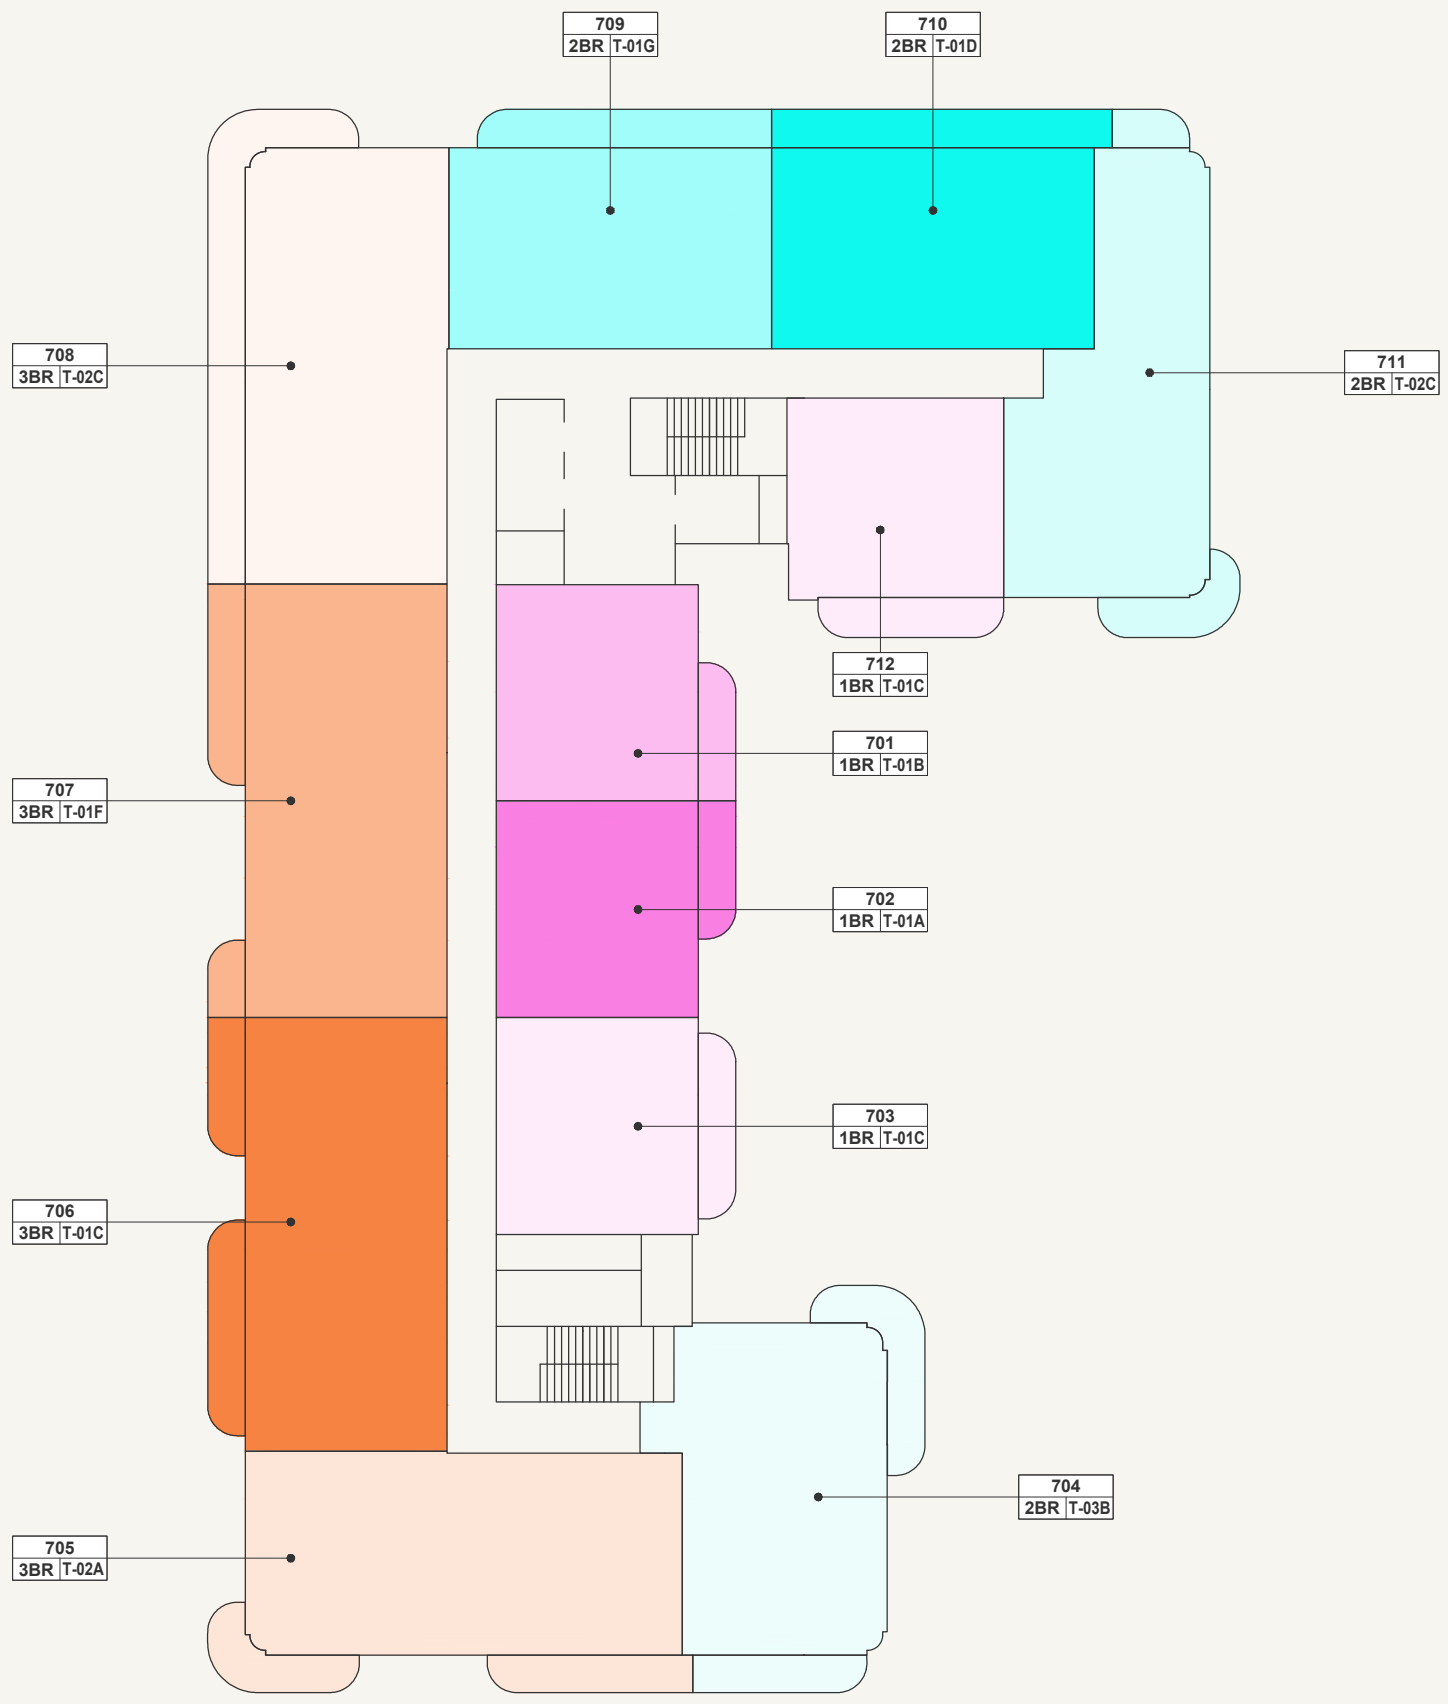 709
2BR T-01G
710
2BR T-01D
708
3BR T-02C
711
2BR T-02C
712
1BR T-01C
701
1BR T-01B
707
3BR T-01F
702
1BR T-01A
703
1BR T-01C
706
3BR T-01C
704
2BR T-03B
705
3BR T-02A